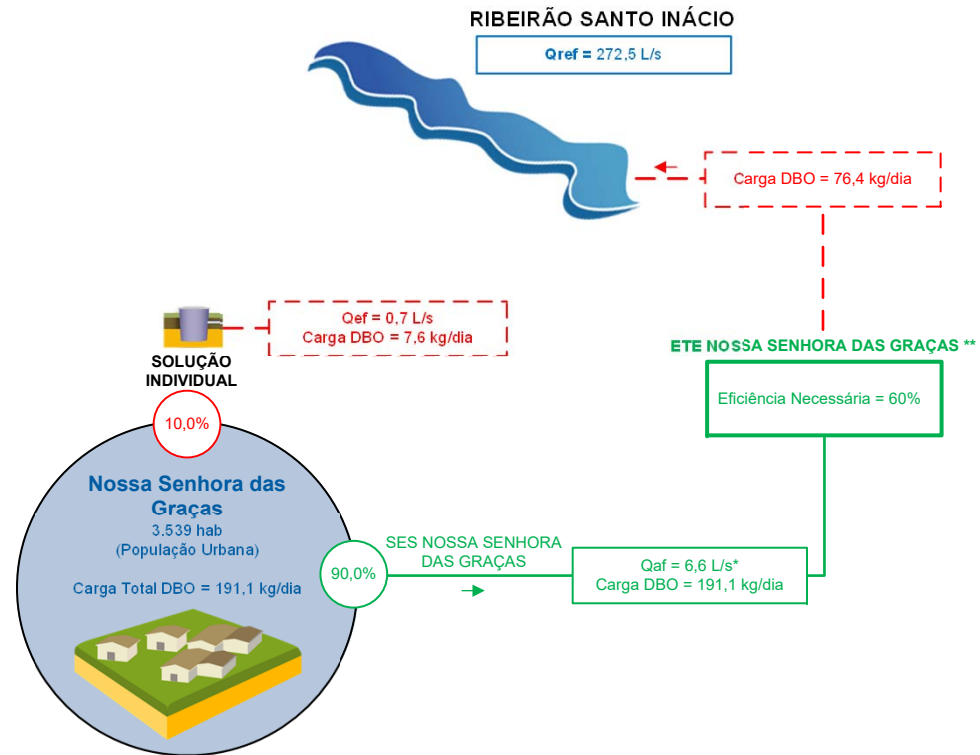 RIBEIRÃO SANTO INÁCIO
Qref = 272,5 L/s
Carga DBO = 76,4 kg/dia
Qef = 0,7 L/s
Carga DBO = 7,6 kg/dia
SOLUÇÃO
INDIVIDUAL
10,0%
ETE NOSSA SENHORA DAS GRAÇAS **
Eficiência Necessária = 60%
Nossa Senhora das
Graças
3.539 hab
(População Urbana)
Carga Total DBO = 191,1 kg/dia
90,0%
SES NOSSA SENHORA
DAS GRAÇAS
Qaf = 6,6 L/s*
Carga DBO = 191,1 kg/dia